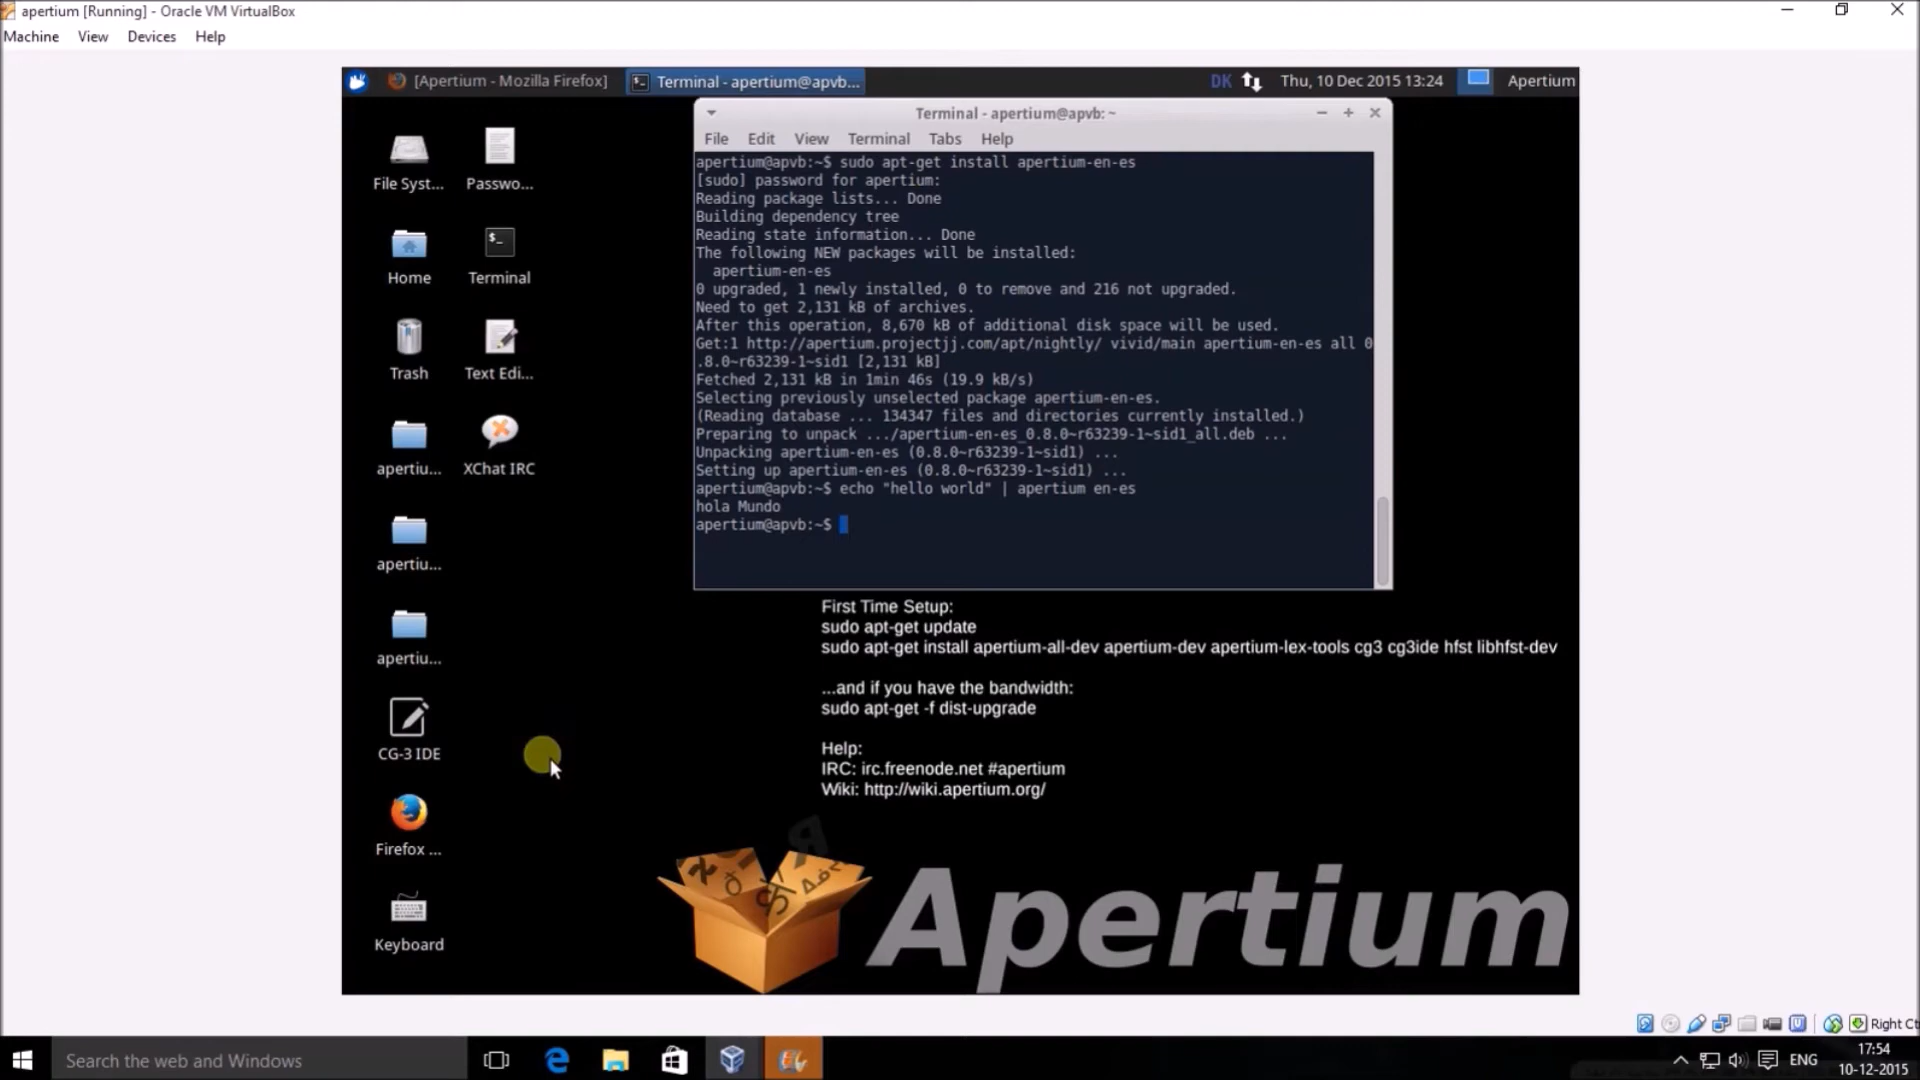 apertium [Running] - Oracle VM VirtualBox
Machine View Devices Help
[Apertium - Mozilla Firefox]
Terminal - apertium@apvb...
DK
Thu, 10 Dec 2015 13:24
Apertium
Terminal - apertium@apvb: ~
File Edit View Terminal Tabs Help
apertium@apvb:~$ sudo apt-get install apertium-en-es
[sudo] password for apertium:
Reading package lists... Done
Building dependency tree
Reading state information... Done
The following NEW packages will be installed:
apertium-en-es
0 upgraded, 1 newly installed, 0 to remove and 216 not upgraded.
Need to get 2,131 kB of archives.
After this operation, 8,670 kB of additional disk space will be used.
Get:1 http://apertium.projectjj.com/apt/nightly/ vivid/main apertium-en-es all 0
.8.0~r63239-1~sid1 [2,131 kB]
Fetched 2,131 kB in 1min 46s (19.9 kB/s)
Selecting previously unselected package apertium-en-es.
(Reading database ... 134347 files and directories currently installed.)
Preparing to unpack .../apertium-en-es_0.8.0~r63239-1~sid1_all.deb ...
Unpacking apertium-en-es (0.8.0~r63239-1~sid1) ...
Setting up apertium-en-es (0.8.0~r63239-1~sid1) ...
apertium@apvb:~$ echo "hello world" | apertium en-es
hola Mundo
apertium@apvb:~$
File Syst... Passwo...
Home Terminal
Trash Text Edi...
apertiu... XChat IRC
apertiu...
apertiu...
CG-3 IDE
Firefox ...
Keyboard
First Time Setup:
sudo apt-get update
sudo apt-get install apertium-all-dev apertium-dev apertium-lex-tools cg3 cg3ide hfst libhfst-dev
...and if you have the bandwidth:
sudo apt-get -f dist-upgrade
Help:
IRC: irc.freenode.net #apertium
Wiki: http://wiki.apertium.org/
Apertium
Right Ct
Search the web and Windows
ENG
17:54
10-12-2015